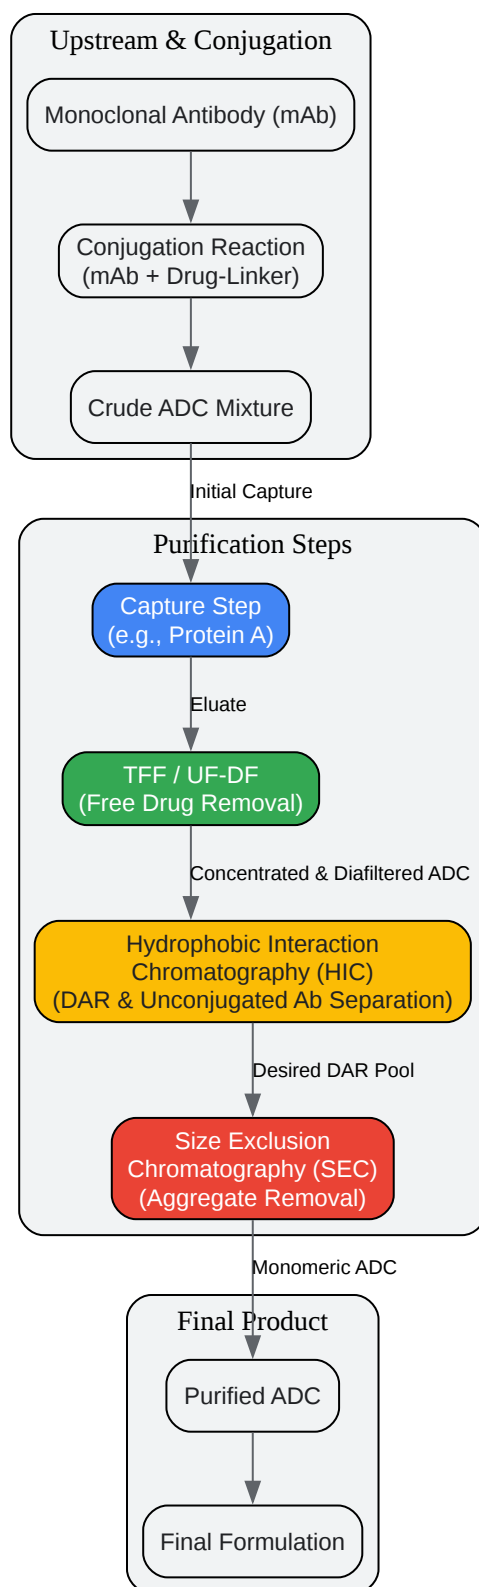 Upstream & Conjugation
Monoclonal Antibody (mAb)
Conjugation Reaction
(mAb + Drug-Linker)
Crude ADC Mixture
Initial Capture
Purification Steps
Capture Step
(e.g., Protein A)
Eluate
TFF / UF-DF
(Free Drug Removal)
Concentrated & Diafiltered ADC
Hydrophobic Interaction
Chromatography (HIC)
(DAR & Unconjugated Ab Separation)
Desired DAR Pool
Size Exclusion
Chromatography (SEC)
(Aggregate Removal)
Monomeric ADC
Final Product
Purified ADC
Final Formulation